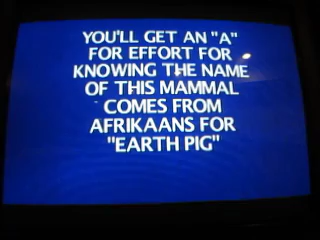 YOU'LL GET AN "A"
FOR EFFORT FOR
KNOWING THE NAME
OF THIS MAMMAL
COMES FROM
AFRIKAANS FOR
"EARTH PIG"